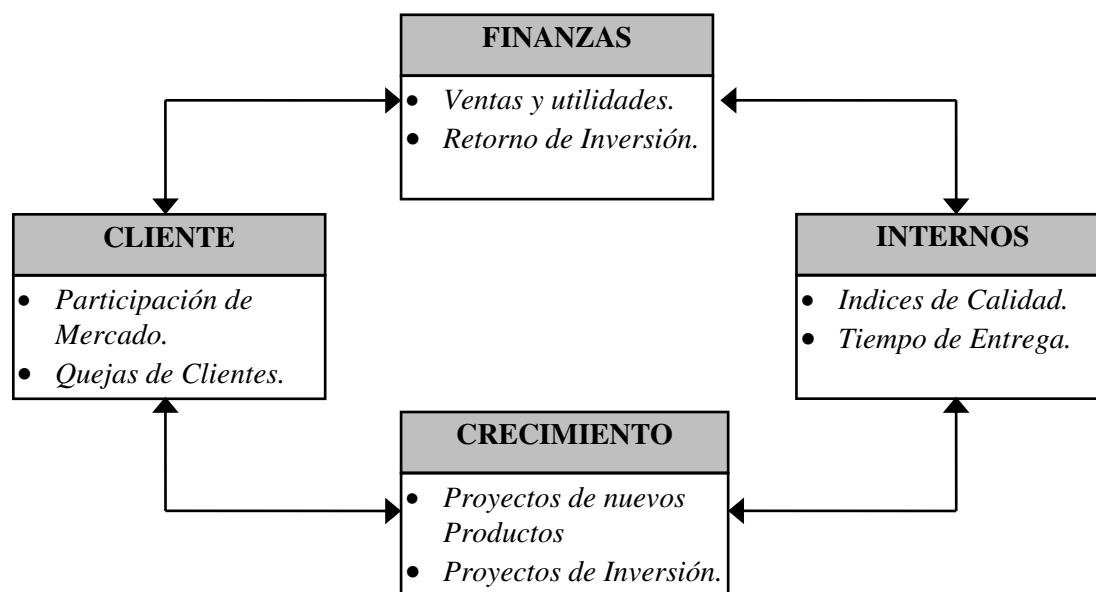 FINANZAS
• Ventas y utilidades.
• Retorno de Inversión.
CLIENTE
• Participación de
Mercado.
• Quejas de Clientes.
INTERNOS
• Indices de Calidad.
• Tiempo de Entrega.
CRECIMIENTO
• Proyectos de nuevos
Productos
• Proyectos de Inversión.